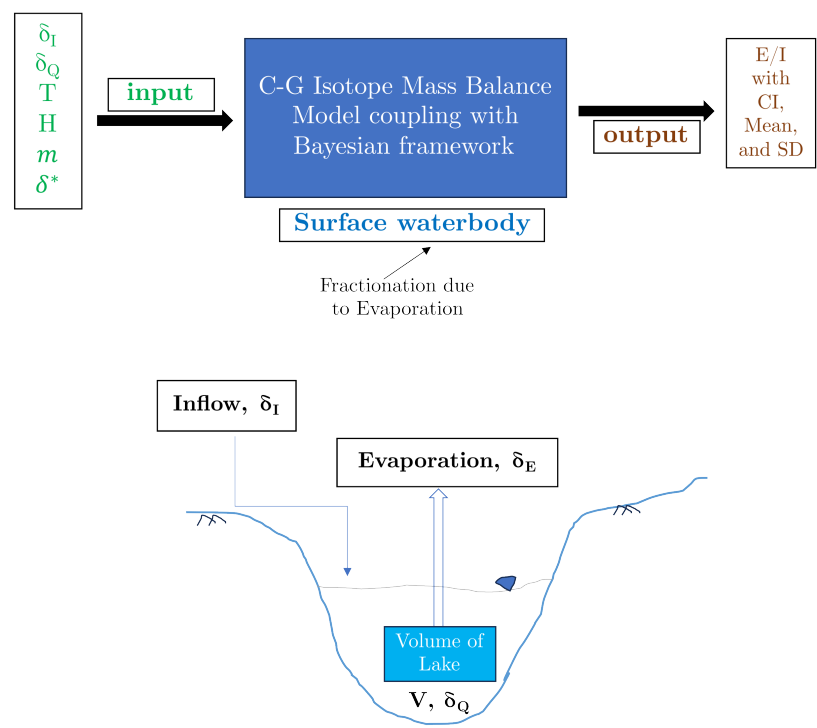 δI
δQ
T
H
m
δ*
input
C-G Isotope Mass Balance
Model coupling with
Bayesian framework
output
E/I
with
CI,
Mean,
and SD
Surface waterbody
Fractionation due
to Evaporation
Inflow, δI
Evaporation, δE
Volume of
Lake
V, δQ